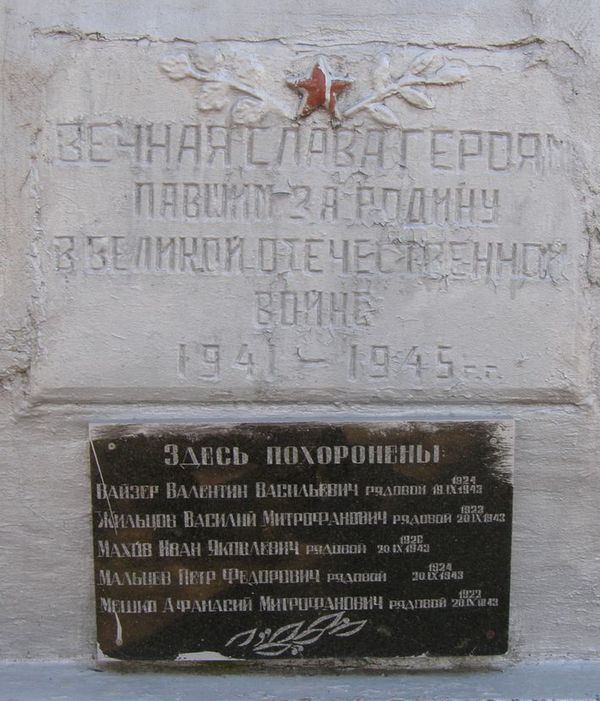 ВЕЧНАЯ СЛАВА ГЕРОЯМ
ПАВШИМ ЗА РОДИНУ
В ВЕЛИКОЙ ОТЕЧЕСТВЕННОЙ
ВОЙНЕ
1941 – 1945 г.г.
ЗДЕСЬ ПОХОРОНЕНЫ
ВАЙЗЕР ВАЛЕНТИН ВАСИЛЬЕВИЧ РЯДОВОЙ 1924 19.IX.1943
ЖИЛЬЦОВ ВАСИЛИЙ МИТРОФАНОВИЧ РЯДОВОЙ 1922 20.IX.1943
МАХОВ ИВАН ЯКОВЛЕВИЧ РЯДОВОЙ 1926 20.IX.1943
МАЛЬЦЕВ ПЕТР ФЕДОРОВИЧ РЯДОВОЙ 1924 20.IX.1943
МЕШКО АФАНАСИЙ МИТРОФАНОВИЧ РЯДОВОЙ 1922 20.IX.1943